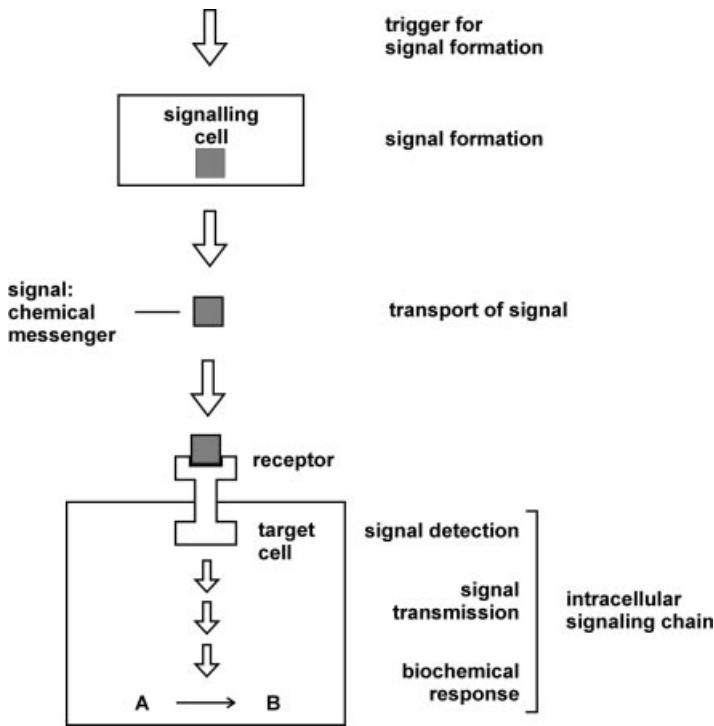 trigger for
signal formation
signalling
cell
signal formation
signal:
chemical
messenger
transport of signal
receptor
target
cell
signal detection
signal
transmission
intracellular
signaling chain
biochemical
response
A
B